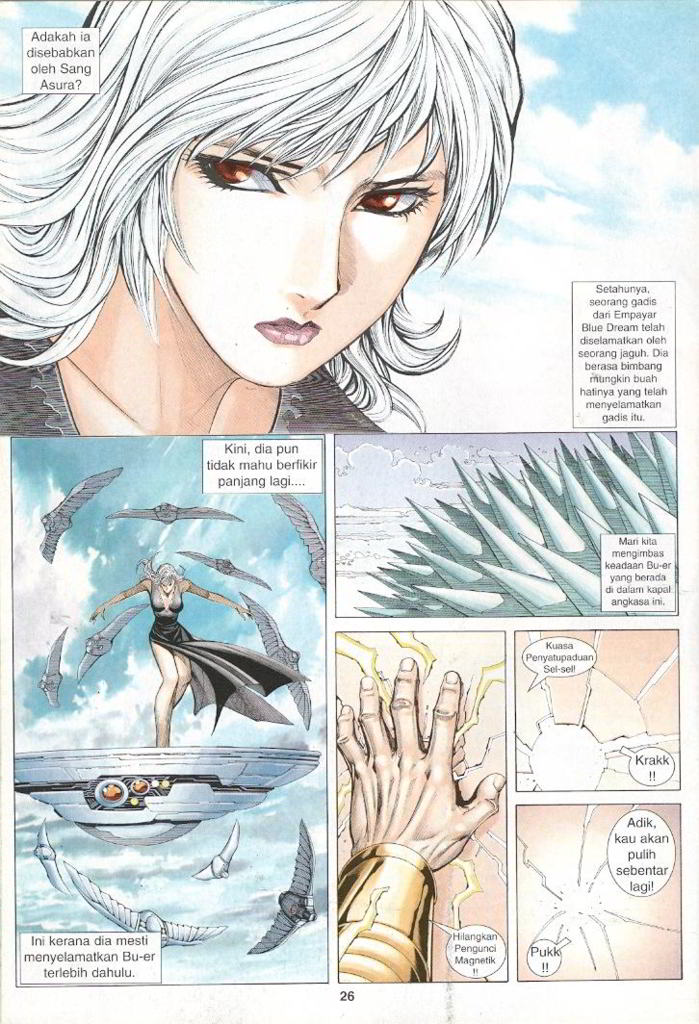 Adakah ia
disebabkan
oleh Sang
Asura?
Setahunya,
seorang gadis
dari Empayar
Blue Dream telah
diselamatkan oleh
seorang jaguh. Dia
berasa bimbang
mungkin buah
hatinya yang telah
menyelamatkan
gadis itu.
Kini, dia pun
tidak mahu berfikir
panjang lagi....
Ini kerana dia mesti
menyelamatkan Bu-er
terlebih dahulu.
Mari kita
mengimbas
keadaan Bu-er
yang berada
di dalam kapal
angkasa ini.
Hilangkan
Pengunci
Magnetik
!!
Kuasa
Penyatupaduan
Sel-sel!
Krakk
!!
Adik,
kau akan
pulih
sebentar
lagi!
Pukk
!!
26